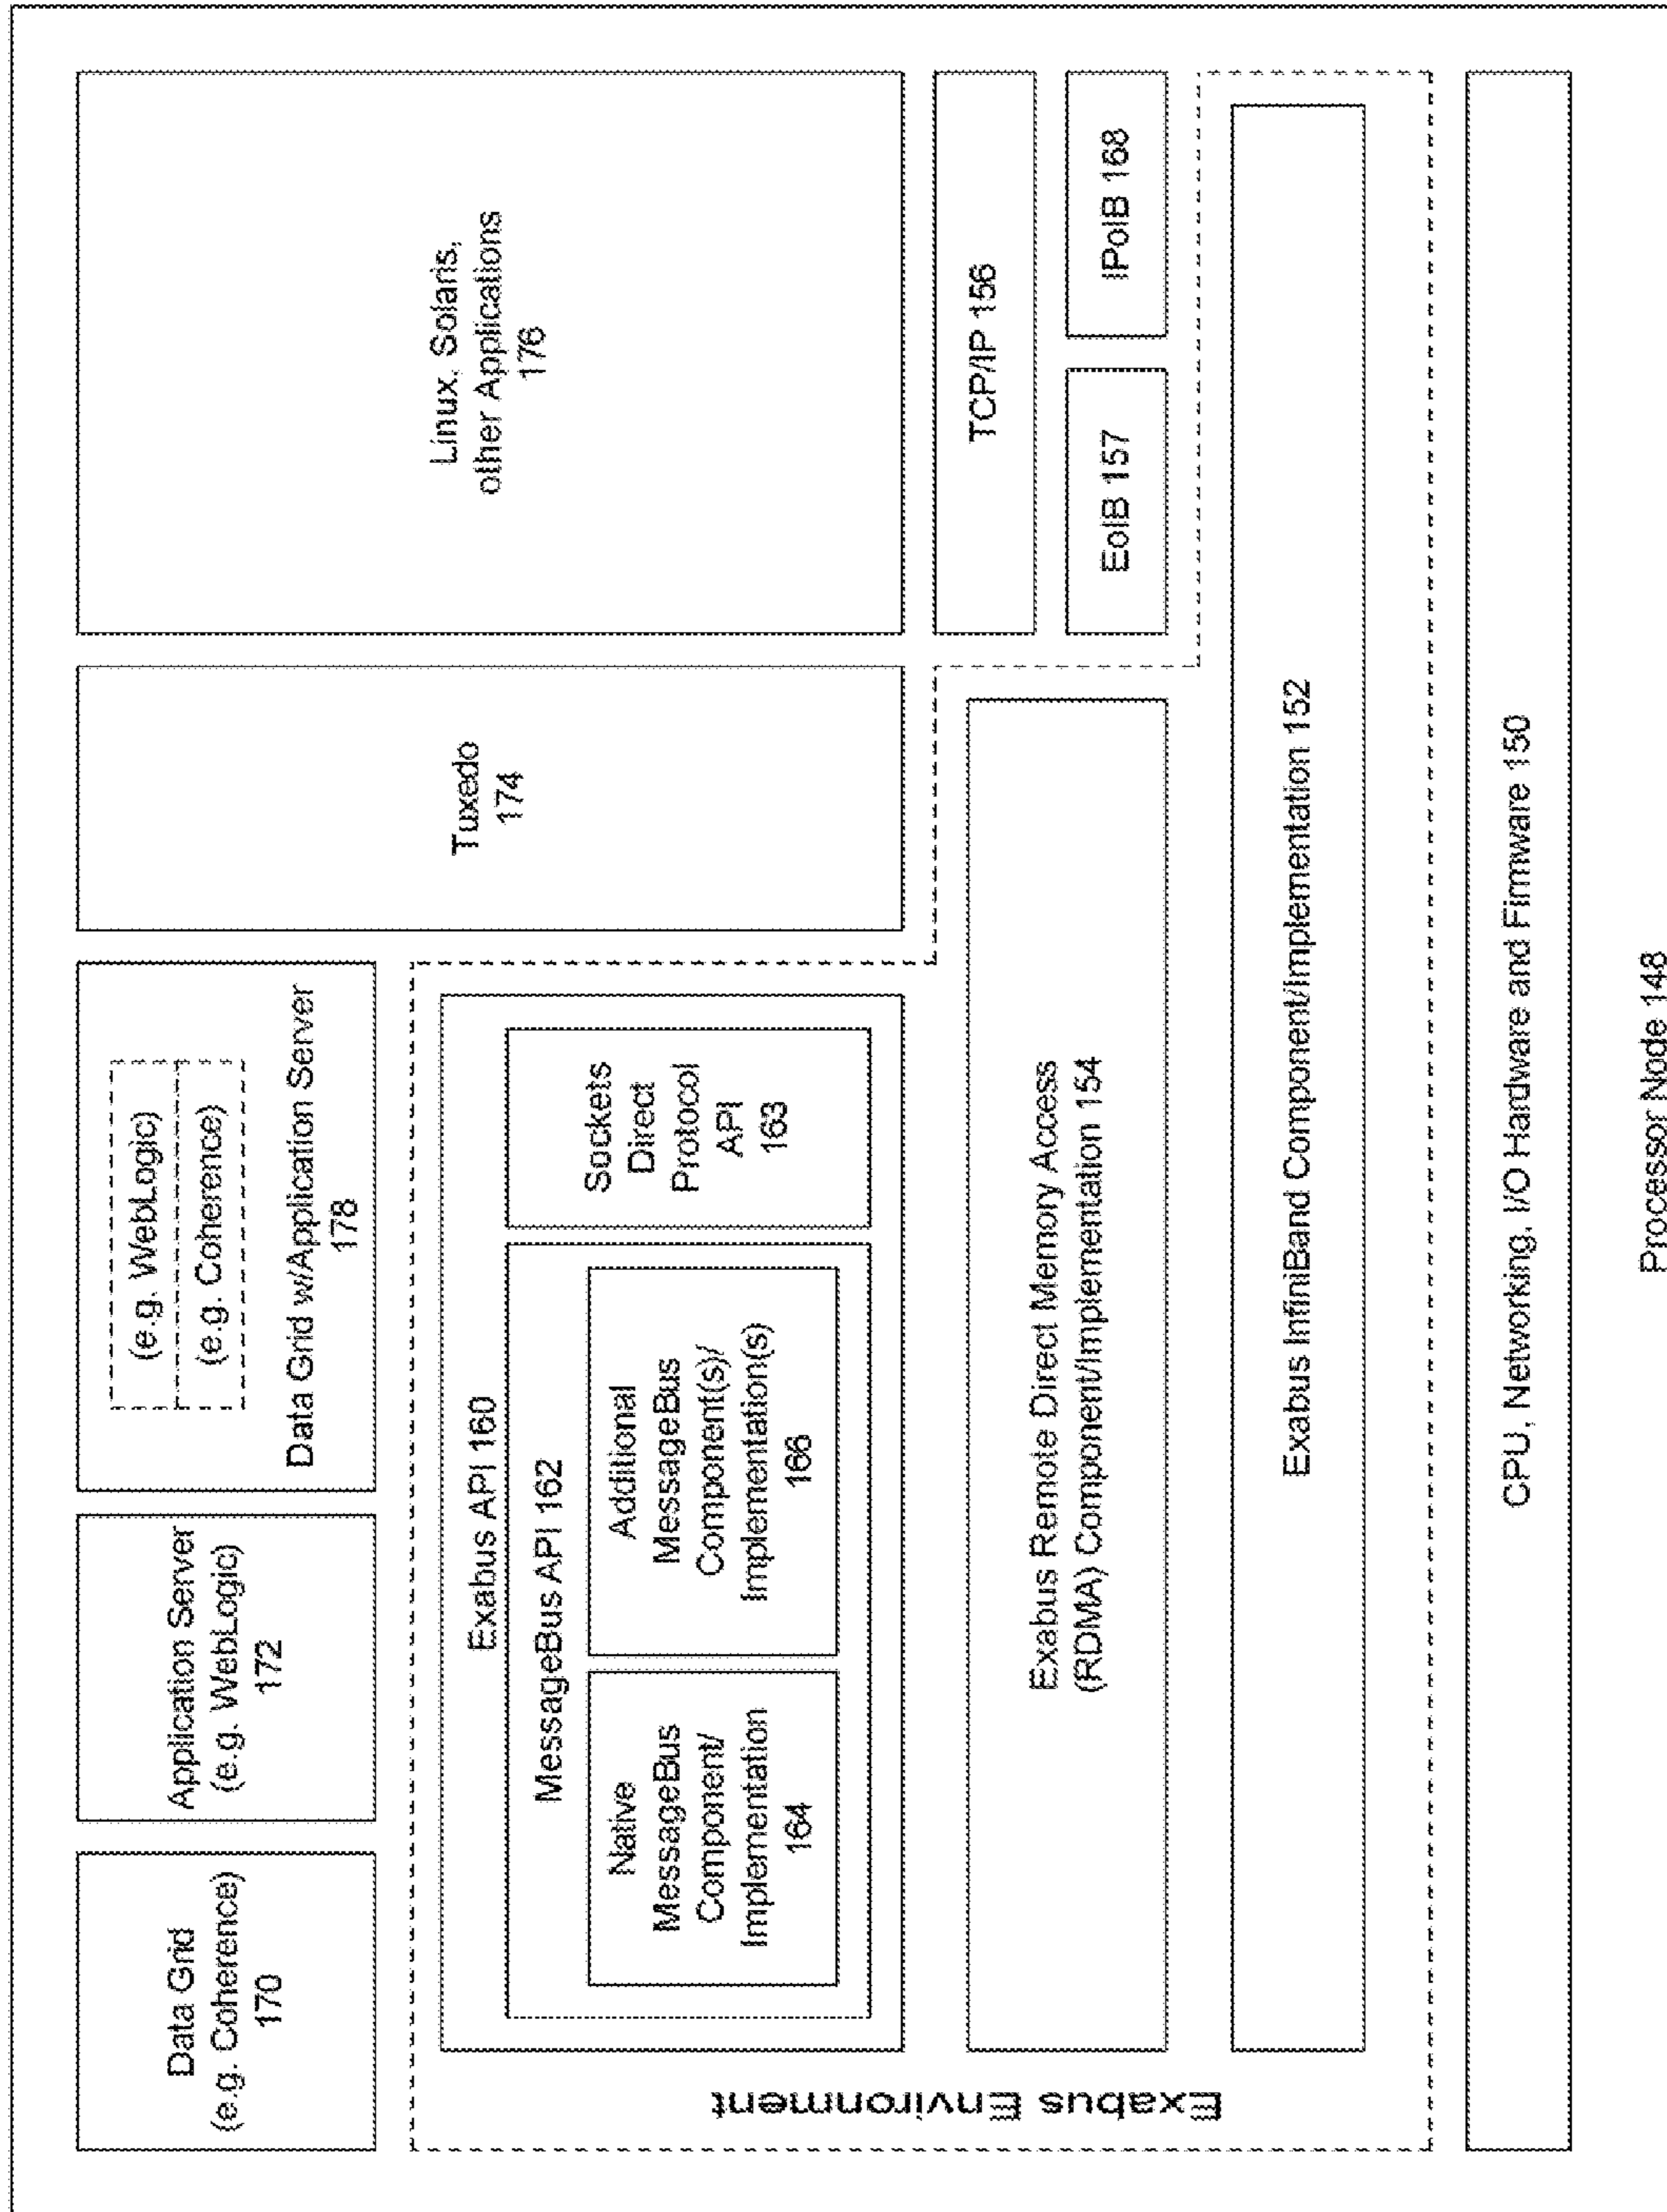 Data Grid
(e.g. Coherence)
170
Application Server
(e.g. WebLogic)
172
(e.g. WebLogic)
(e.g. Coherence)
Data Grid w/Application Server
178
Tuxedo
174
Linux, Solaris,
other Applications
176
Exabus Environment
Exabus API 160
MessageBus API 162
Native
MessageBus
Component/
Implementation
164
Additional
MessageBus
Component(s)/
Implementation(s)
166
Sockets
Direct
Protocol
API
163
TCP/IP 156
EoIB 157
IPoIB 168
Exabus Remote Direct Memory Access
(RDMA) Component/Implementation 154
Exabus InfiniBand Component/Implementation 152
CPU, Networking, I/O Hardware and Firmware 150
Processor Node 148